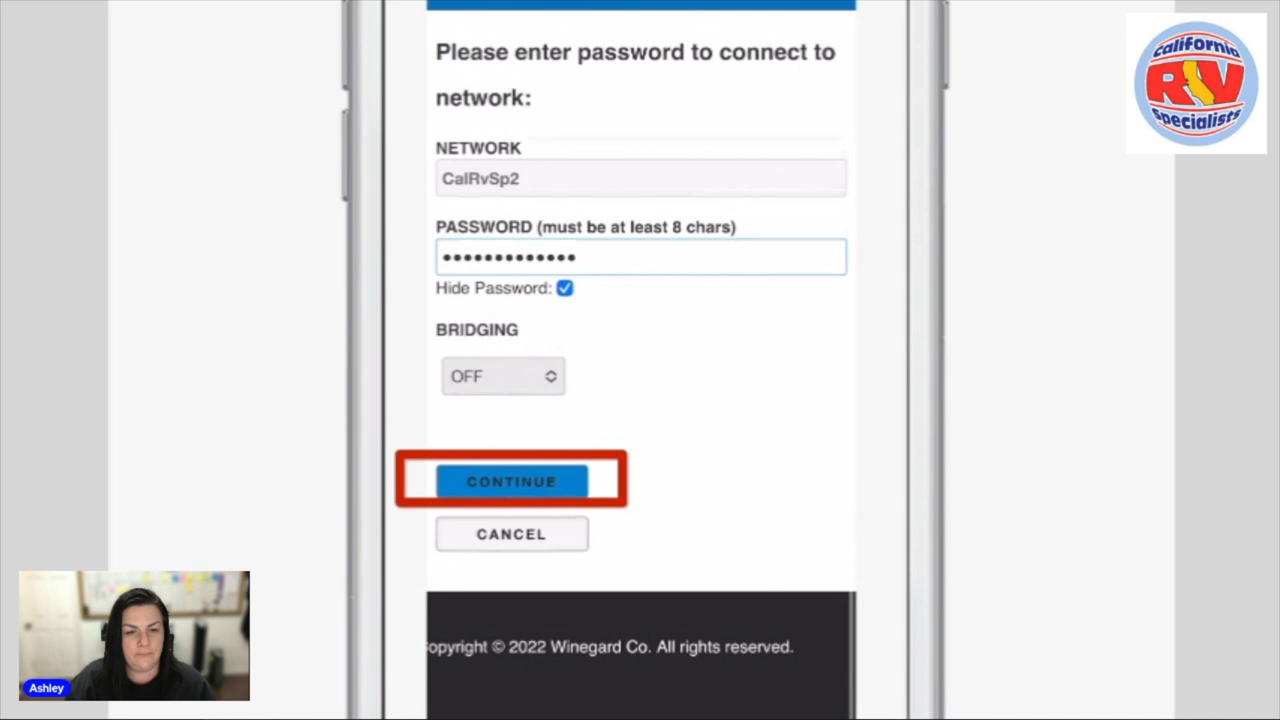 Please enter password to connect to
network:
NETWORK
CalRvSp2
PASSWORD (must be at least 8 chars)
•••••••••••••
Hide Password:
BRIDGING
OFF
CONTINUE
CANCEL
opyright © 2022 Winegard Co. All rights reserved.
California
RV
Specialists
Ashley